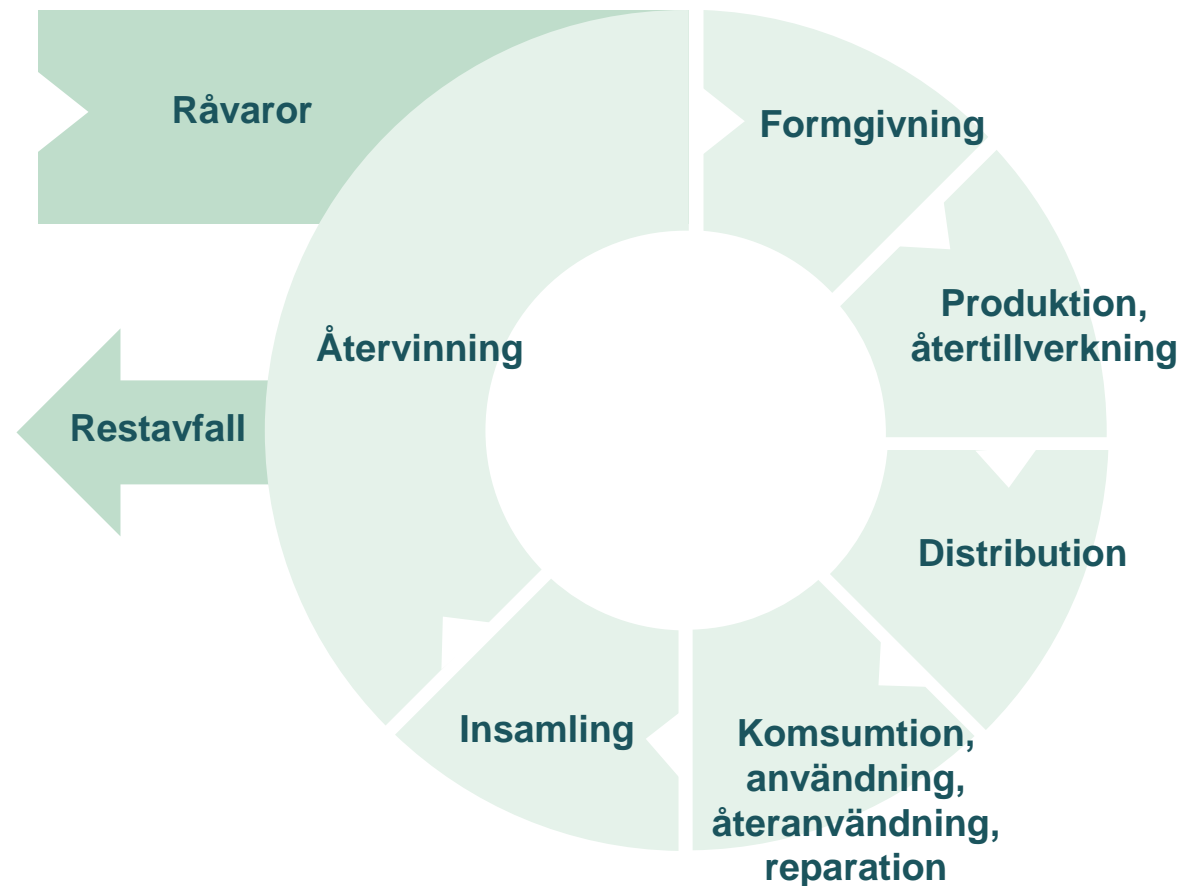 Råvaror
Formgivning
Produktion,
återtillverkning
Återvinning
Restavfall
Distribution
Insamling
Komsumtion,
användning,
återanvändning,
reparation